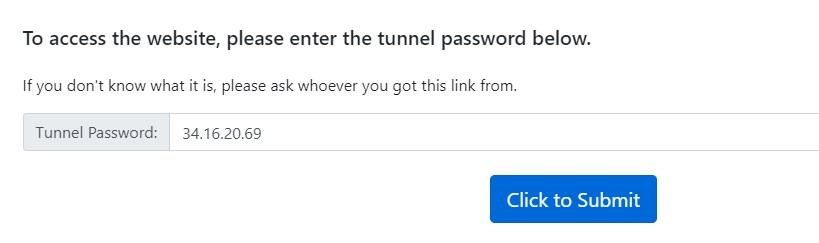 To access the website, please enter the tunnel password below.
If you don't know what it is, please ask whoever you got this link from.
Tunnel Password: 34.16.20.69
Click to Submit